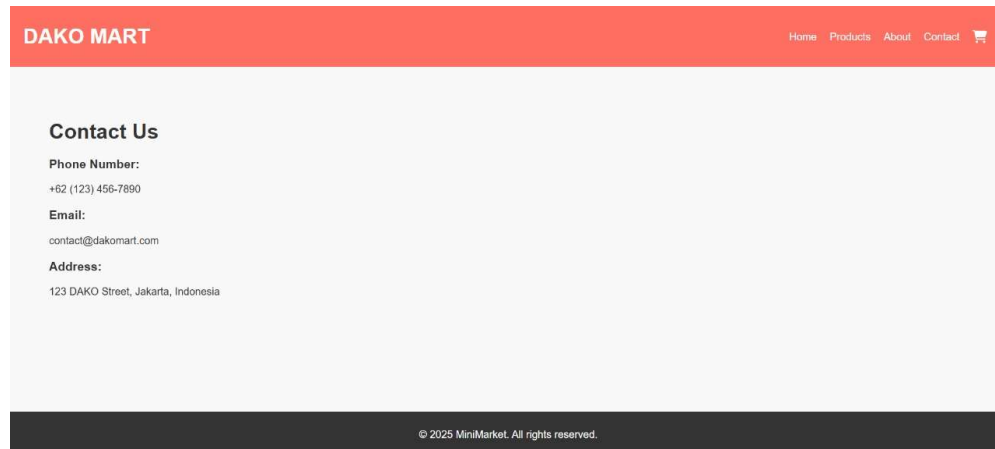 DAKO MART
Home Products About Contact
Contact Us
Phone Number:
+62 (123) 456-7890
Email:
contact@dakomart.com
Address:
123 DAKO Street, Jakarta, Indonesia
© 2025 MiniMarket. All rights reserved.